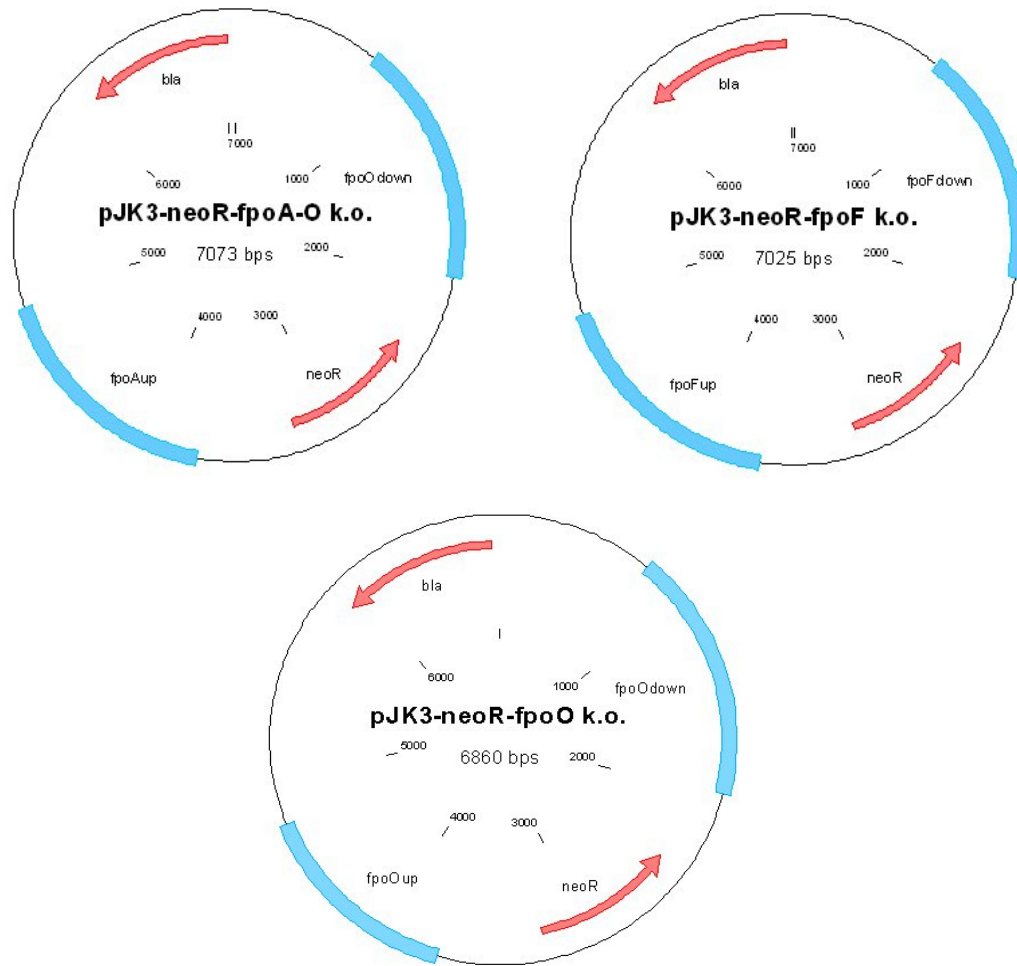 bla
7000
6000
1000
fpoOdown
pJK3-neoR-fpoA-O k.o.
5000
7073 bps
2000
4000
3000
fpoAup
neoR
bla
7000
6000
1000
fpoFdown
pJK3-neoR-fpoF k.o.
5000
7025 bps
2000
4000
3000
fpoFup
neoR
bla
6000
1000
fpoOdown
pJK3-neoR-fpoO k.o.
5000
6860 bps
2000
4000
3000
fpoOup
neoR